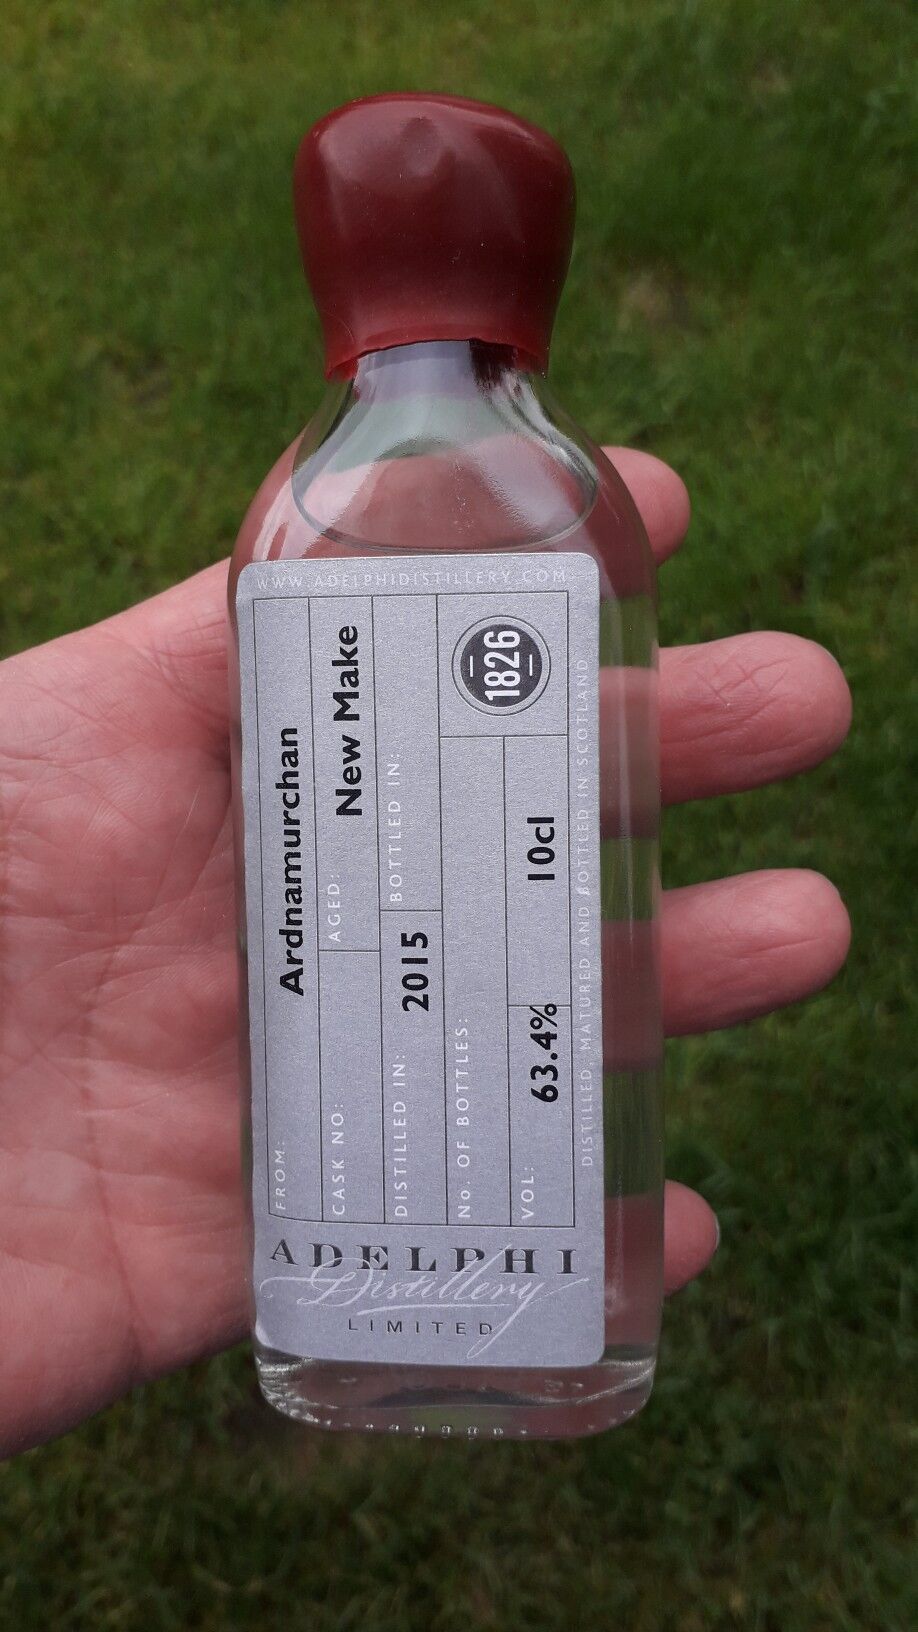 WWW.ADELPHIDISTILLERY.COM
FROM: Ardnamurchan
CASK NO:
AGED: New Make
DISTILLED IN: 2015
BOTTLED IN:
No. OF BOTTLES:
1826
VOL: 63.4%
10cl
DISTILLED, MATURED AND BOTTLED IN SCOTLAND
ADELPHI
Distillery
LIMITED